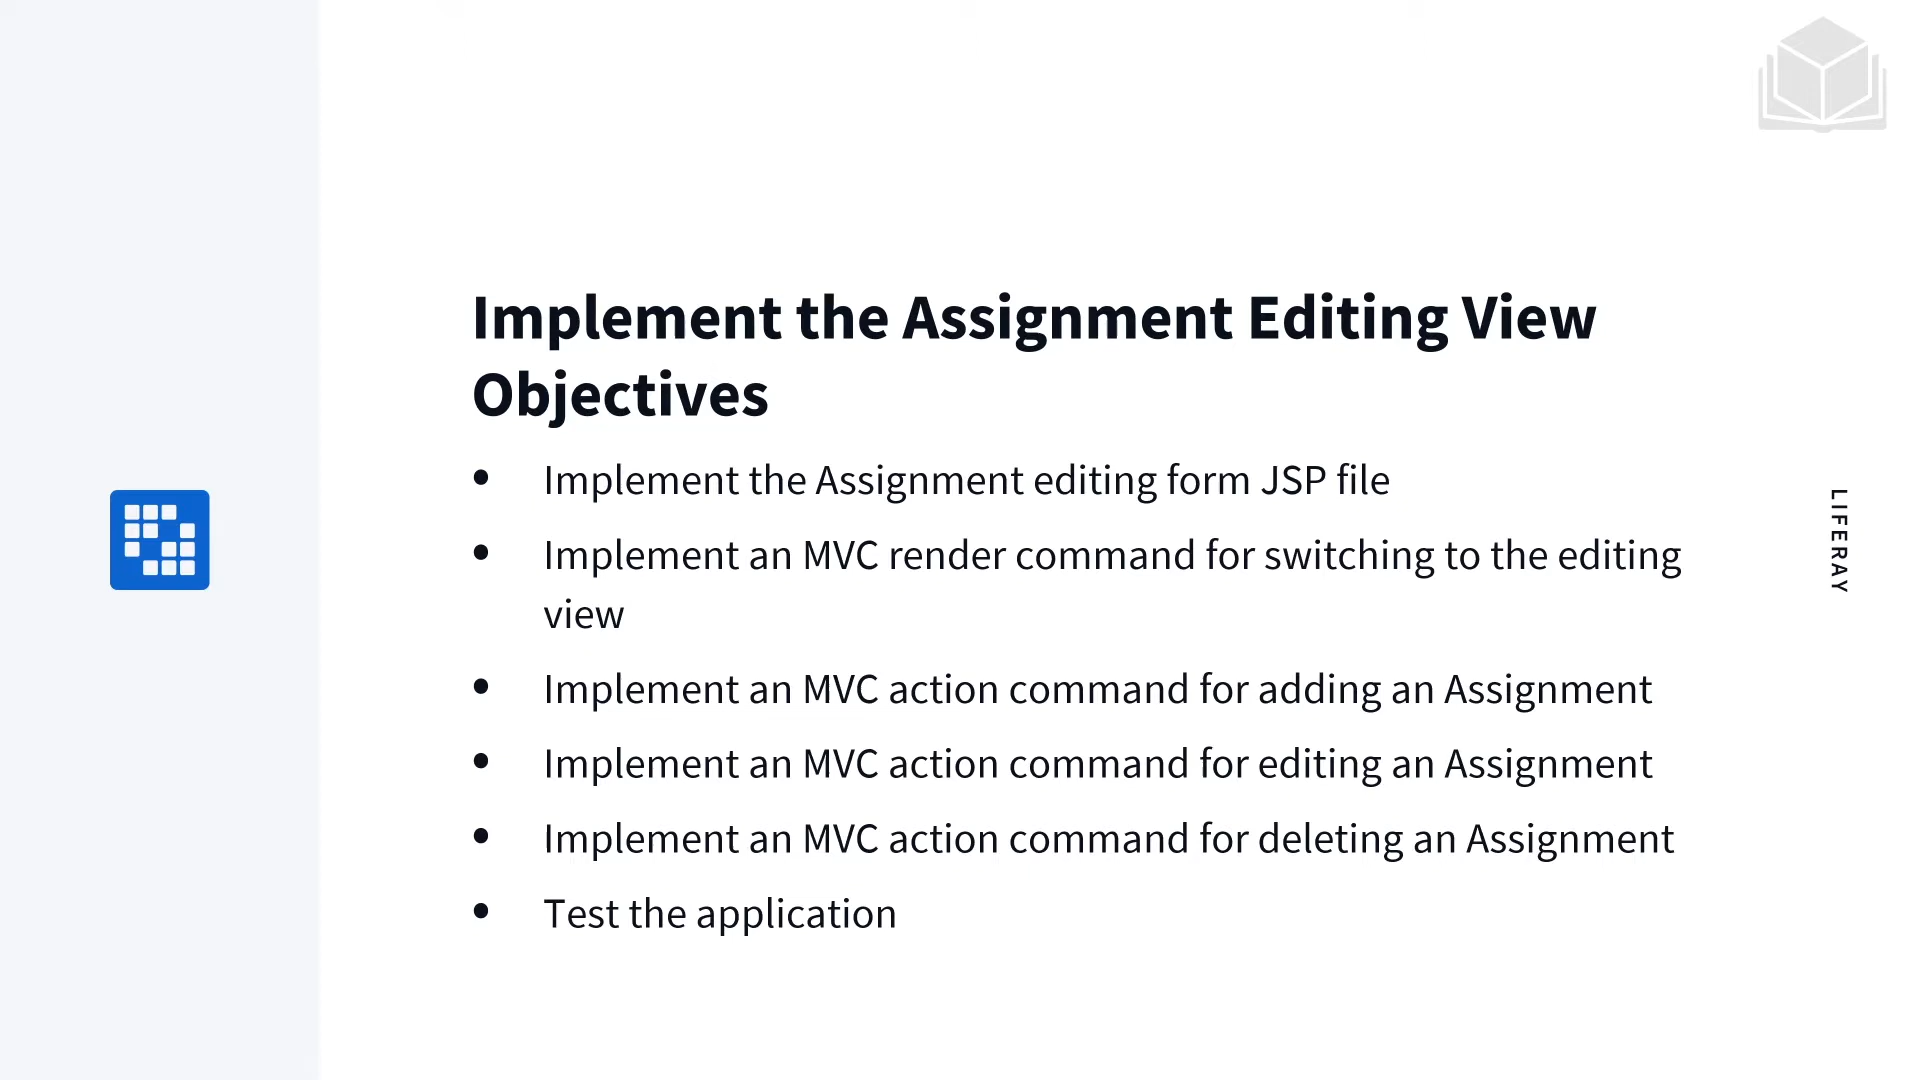 Implement the Assignment Editing View
Objectives
• Implement the Assignment editing form JSP file
• Implement an MVC render command for switching to the editing
view
• Implement an MVC action command for adding an Assignment
• Implement an MVC action command for editing an Assignment
• Implement an MVC action command for deleting an Assignment
• Test the application
LIFERAY